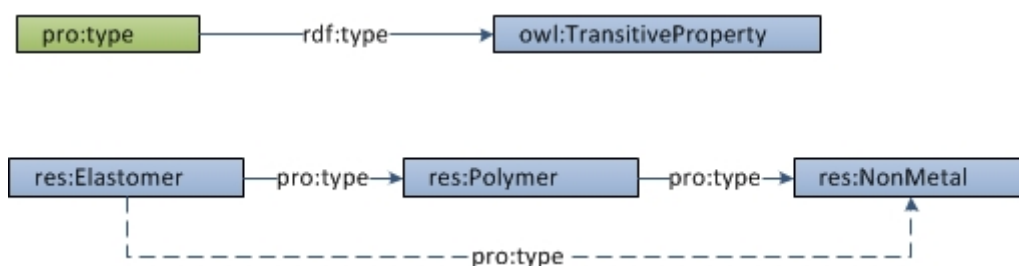 pro:type rdf:type owl:TransitiveProperty
res:Elastomer pro:type res:Polymer pro:type res:NonMetal
pro:type